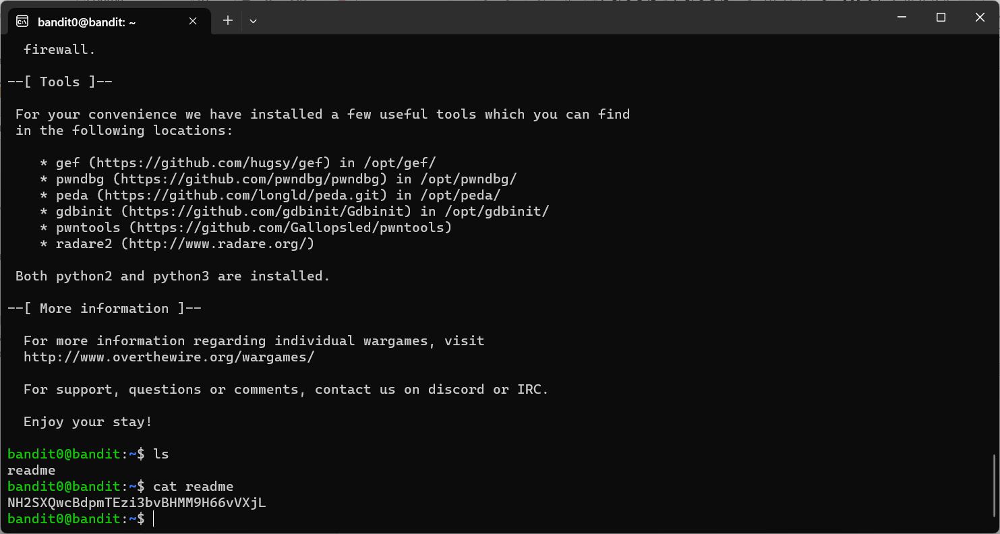 bandit0@bandit: ~
firewall.
--[ Tools ]--
For your convenience we have installed a few useful tools which you can find
in the following locations:
* gef (https://github.com/hugsy/gef) in /opt/gef/
* pwndbg (https://github.com/pwndbg/pwndbg) in /opt/pwndbg/
* peda (https://github.com/longld/peda.git) in /opt/peda/
* gdbinit (https://github.com/gdbinit/Gdbinit) in /opt/gdbinit/
* pwntools (https://github.com/Gallopsled/pwntools)
* radare2 (http://www.radare.org/)
Both python2 and python3 are installed.
--[ More information ]--
For more information regarding individual wargames, visit
http://www.overthewire.org/wargames/
For support, questions or comments, contact us on discord or IRC.
Enjoy your stay!
bandit0@bandit:~$ ls
readme
bandit0@bandit:~$ cat readme
NH2SXQwcBdpmTEzi3bvBHMM9H66vVXjL
bandit0@bandit:~$